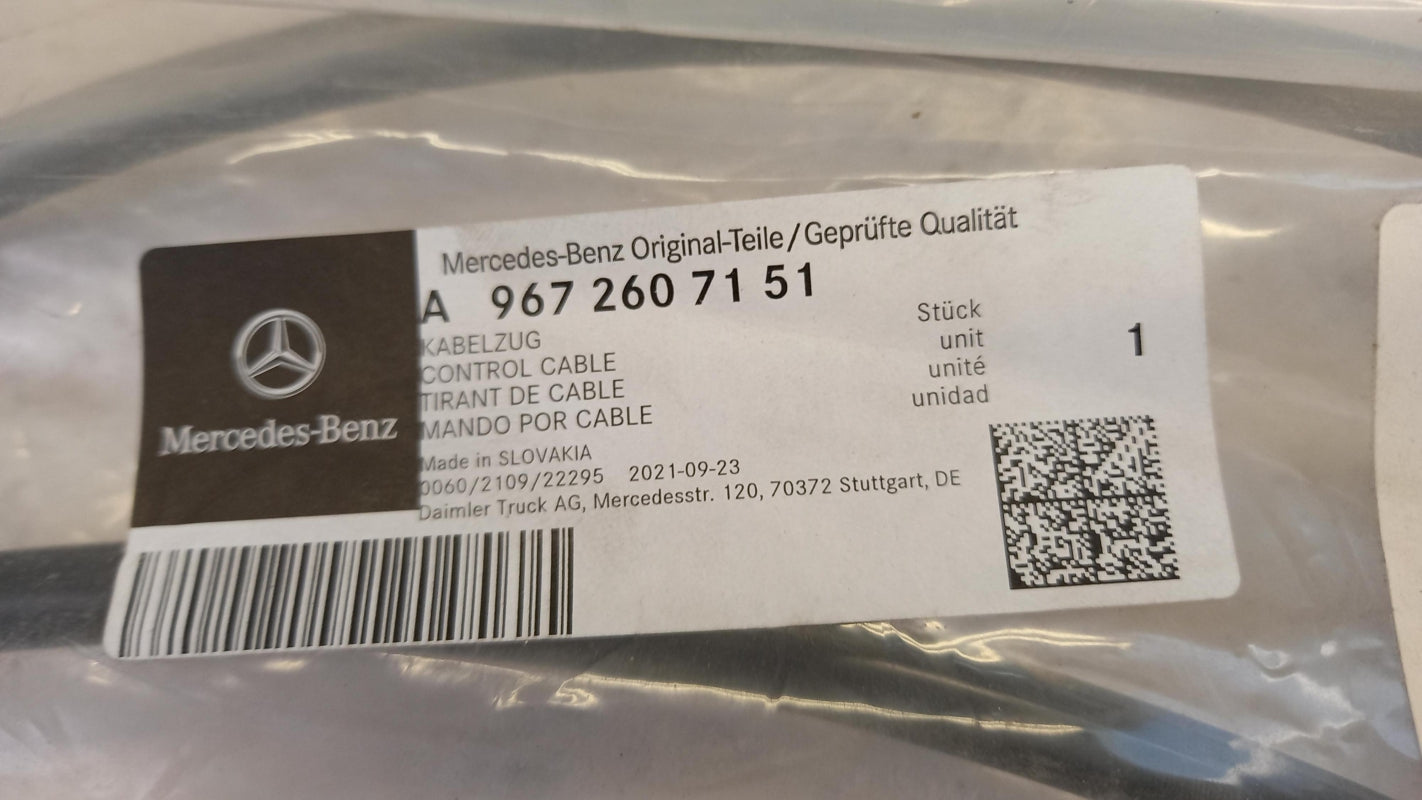 Mercedes-Benz Original-Teile/Geprüfte Qualität
A 967 260 71 51
KABELZUG
CONTROL CABLE
TIRANT DE CABLE
MANDO POR CABLE
Stück
unit
unité
unidad
1
Mercedes-Benz
Made in SLOVAKIA
0060/2109/22295 2021-09-23
Daimler Truck AG, Mercedesstr. 120, 70372 Stuttgart, DE